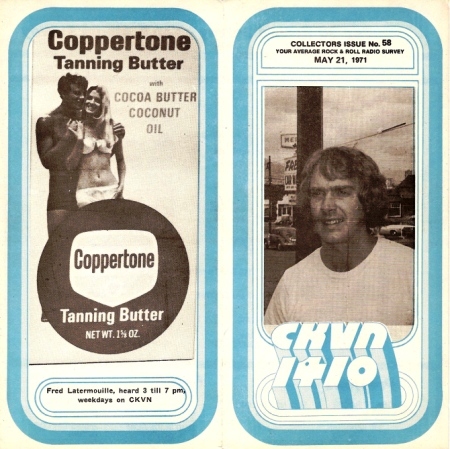 Coppertone
Tanning Butter
with
COCOA BUTTER
COCONUT
OIL
Coppertone
Tanning Butter
NET WT. 1⅝ OZ.
Fred Latermouille, heard 3 till 7 pm,
weekdays on CKVN
COLLECTORS ISSUE No. 58
YOUR AVERAGE ROCK & ROLL RADIO SURVEY
MAY 21, 1971
CKVN
1410